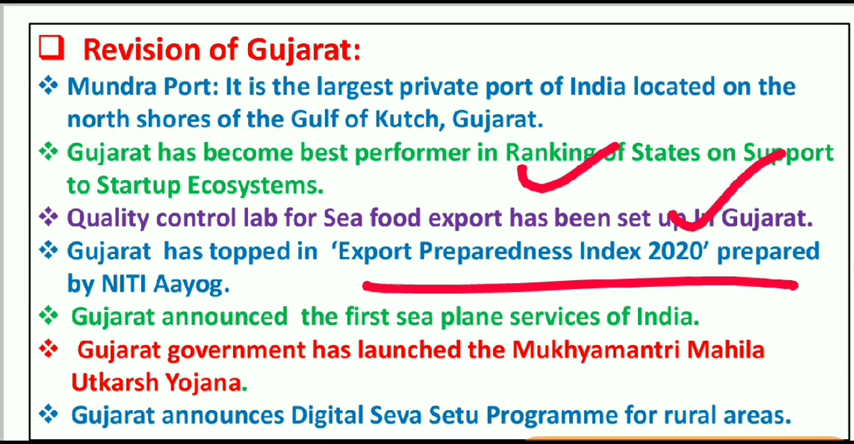 Revision of Gujarat:
Mundra Port: It is the largest private port of India located on the
north shores of the Gulf of Kutch, Gujarat.
Gujarat has become best performer in Ranking of States on Support
to Startup Ecosystems.
Quality control lab for Sea food export has been set up In Gujarat.
Gujarat has topped in ‘Export Preparedness Index 2020’ prepared
by NITI Aayog.
Gujarat announced the first sea plane services of India.
Gujarat government has launched the Mukhyamantri Mahila
Utkarsh Yojana.
Gujarat announces Digital Seva Setu Programme for rural areas.